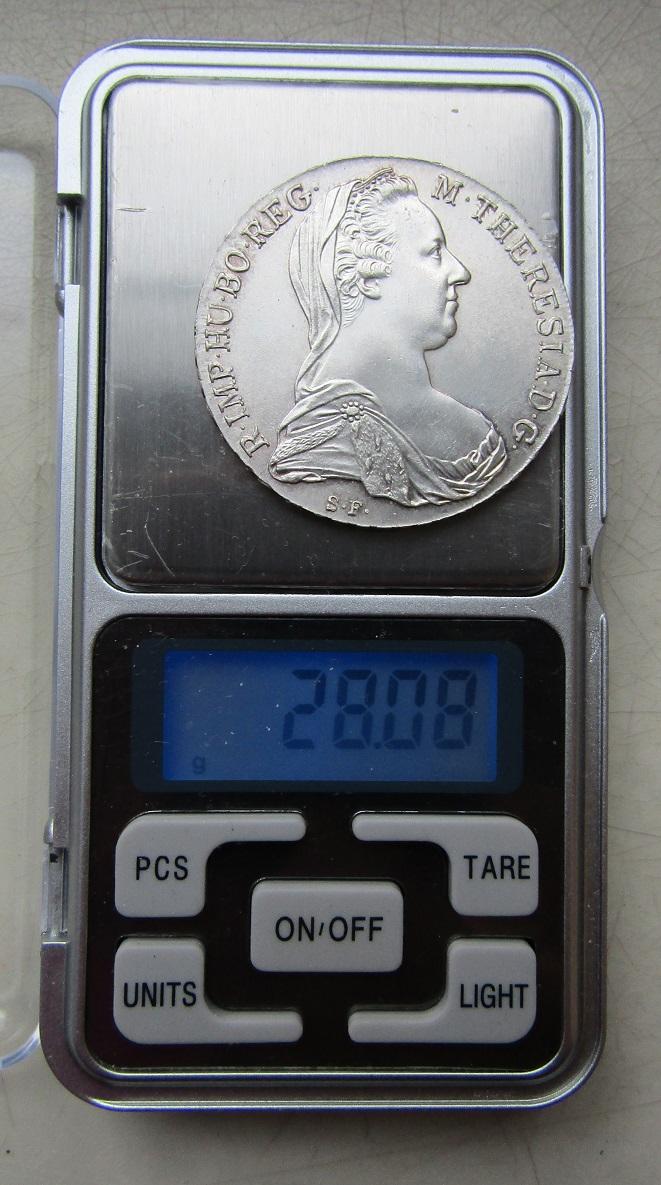 R·IMP·HU·BO·REG·
M·THERESIA·D·G·
S·F·
28.08
g
PCS
TARE
ON/OFF
UNITS
LIGHT